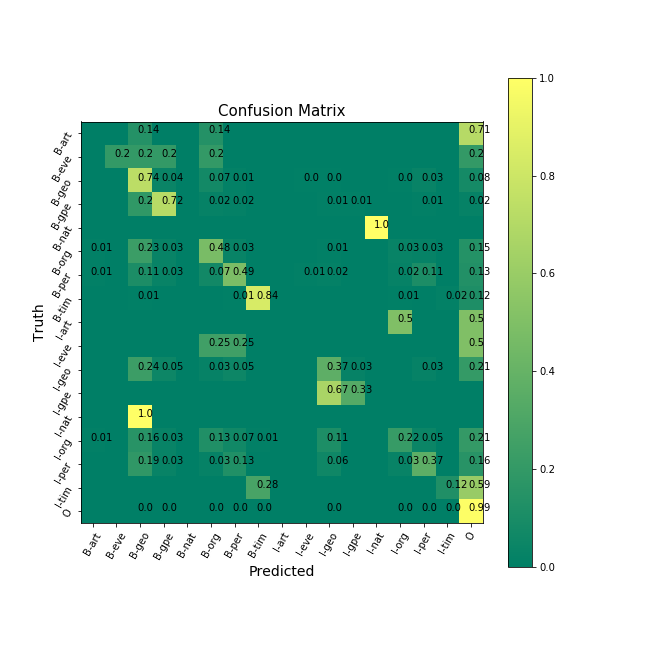 Confusion Matrix
B-art 0.14 0.14 0.71
B-eve 0.2 0.2 0.2 0.2 0.2
B-geo 0.74 0.04 0.07 0.01 0.0 0.0 0.0 0.03 0.08
B-gpe 0.2 0.72 0.02 0.02 0.01 0.01 0.01 0.02
B-nat 1.0
B-org 0.01 0.23 0.03 0.48 0.03 0.01 0.03 0.03 0.15
B-per 0.01 0.11 0.03 0.07 0.49 0.01 0.02 0.02 0.11 0.13
B-tim 0.01 0.01 0.84 0.01 0.02 0.12
I-art 0.5 0.5
I-eve 0.25 0.25 0.5
I-geo 0.24 0.05 0.03 0.05 0.37 0.03 0.03 0.21
I-gpe 0.67 0.33
I-nat 1.0
I-org 0.01 0.16 0.03 0.13 0.07 0.01 0.11 0.22 0.05 0.21
I-per 0.19 0.03 0.03 0.13 0.06 0.03 0.37 0.16
I-tim 0.28 0.12 0.59
O 0.0 0.0 0.0 0.0 0.0 0.0 0.0 0.0 0.0 0.99
B-art B-eve B-geo B-gpe B-nat B-org B-per B-tim I-art I-eve I-geo I-gpe I-nat I-org I-per I-tim O
Predicted
Truth
1.0
0.8
0.6
0.4
0.2
0.0